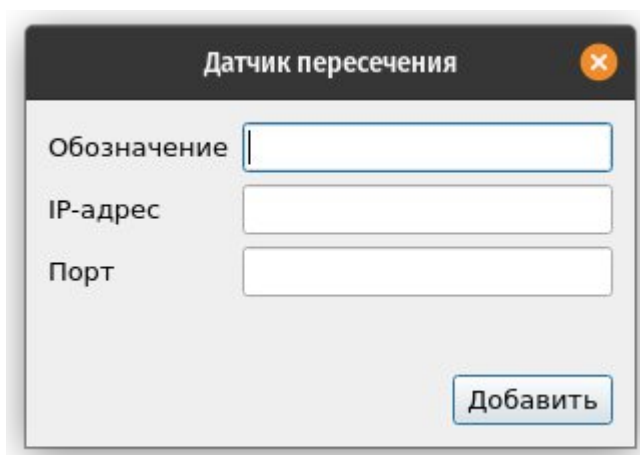 Датчик пересечения
Обозначение
IP-адрес
Порт
Добавить